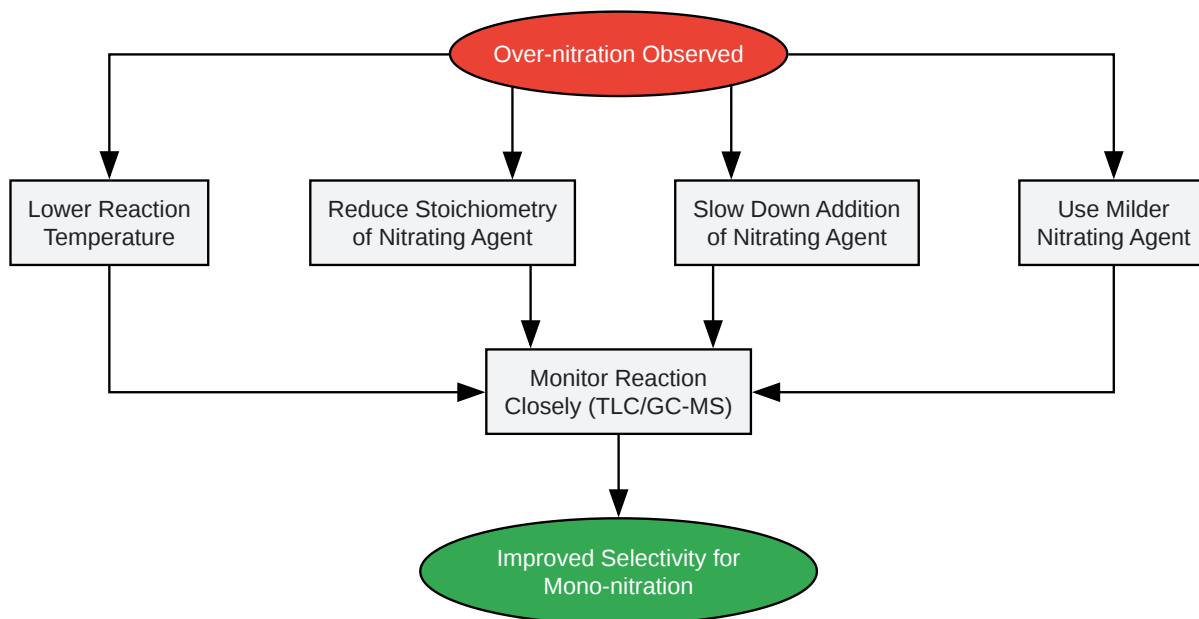 Over-nitration Observed
Lower Reaction
Temperature
Reduce Stoichiometry
of Nitrating Agent
Slow Down Addition
of Nitrating Agent
Use Milder
Nitrating Agent
Monitor Reaction
Closely (TLC/GC-MS)
Improved Selectivity for
Mono-nitration